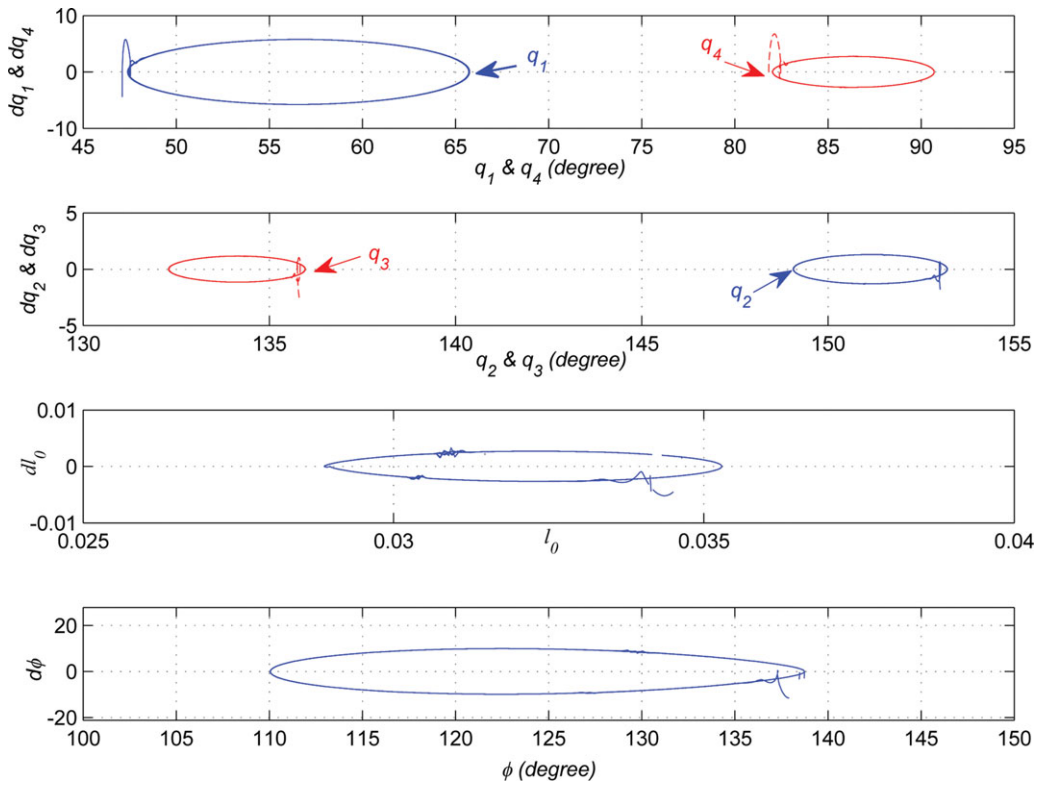 dq1 & dq4
10
0
-10
q1
q4
45 50 55 60 65 70 75 80 85 90 95
q1 & q4 (degree)
dq2 & dq3
5
0
-5
q3
q2
130 135 140 145 150 155
q2 & q3 (degree)
dl0
0.01
0
-0.01
0.025 0.03 0.035 0.04
l0
dϕ
20
0
-20
100 105 110 115 120 125 130 135 140 145 150
ϕ (degree)